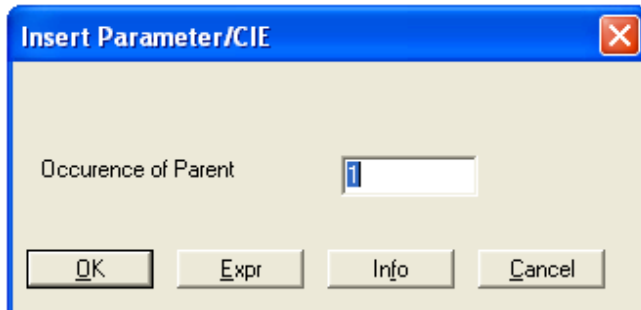 Insert Parameter/CIE
Occurence of Parent 1
OK Expr Info Cancel